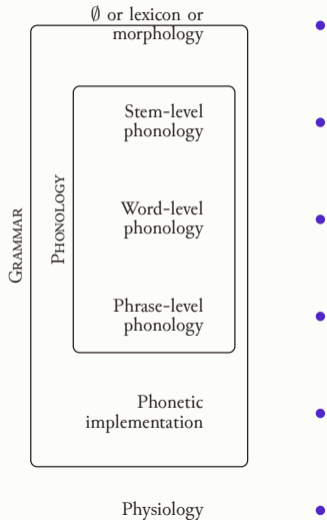 ∅ or lexicon or
morphology
Stem-level
phonology
Word-level
phonology
Phrase-level
phonology
Phonetic
implementation
Physiology
PHONOLOGY
GRAMMAR